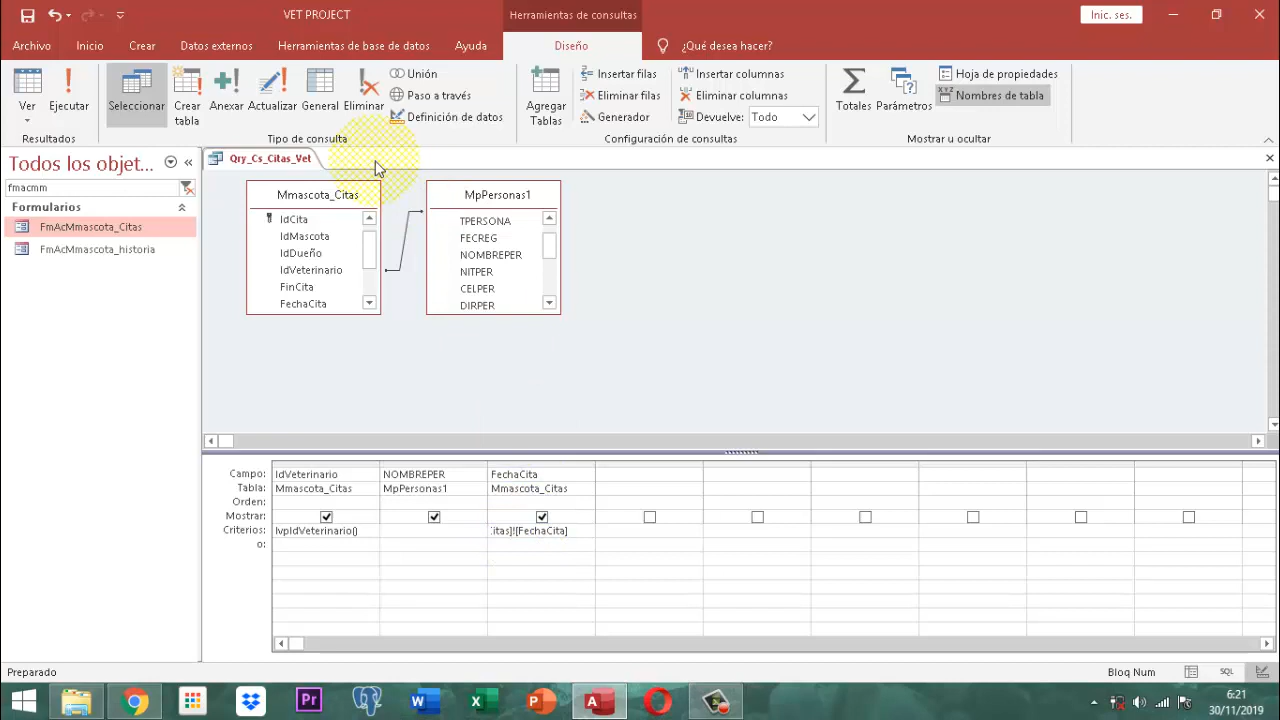 VET PROJECT
Herramientas de consultas
Inic. ses.
Archivo Inicio Crear Datos externos Herramientas de base de datos Ayuda Diseño ¿Qué desea hacer?
Ver
Ejecutar
Resultados
Seleccionar
Crear tabla
Anexar
Actualizar
General
Eliminar
Unión
Paso a través
Definición de datos
Tipo de consulta
Agregar Tablas
Insertar filas
Eliminar filas
Generador
Insertar columnas
Eliminar columnas
Devuelve: Todo
Configuración de consultas
Totales
Parámetros
Hoja de propiedades
XYZ Nombres de tabla
Mostrar u ocultar
Todos los objet...
fmacmm
Formularios
FmAcMmascota_Citas
FmAcMmascota_historia
Qry_Cs_Citas_Vet
Mmascota_Citas
IdCita
IdMascota
IdDueño
IdVeterinario
FinCita
FechaCita
MpPersonas1
TPERSONA
FECREG
NOMBREPER
NITPER
CELPER
DIRPER
Campo: IdVeterinario NOMBREPER FechaCita
Tabla: Mmascota_Citas MpPersonas1 Mmascota_Citas
Orden:
Mostrar:
Criterios: lvpIdVeterinario() Citas]![FechaCita]
o:
Preparado
Bloq Num
SQL
6:21
30/11/2019